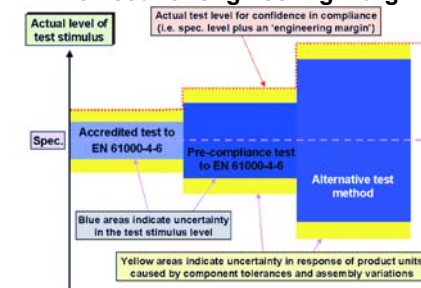 Actual level of
test stimulus
Actual test level for confidence in compliance
(i.e. spec. level plus an 'engineering margin')
Spec.
Accredited test to
EN 61000-4-6
Pre-compliance test
to EN 61000-4-6
Alternative test
method
Blue areas indicate uncertainty
in the test stimulus level
Yellow areas indicate uncertainty in response of product units
caused by component tolerances and assembly variations